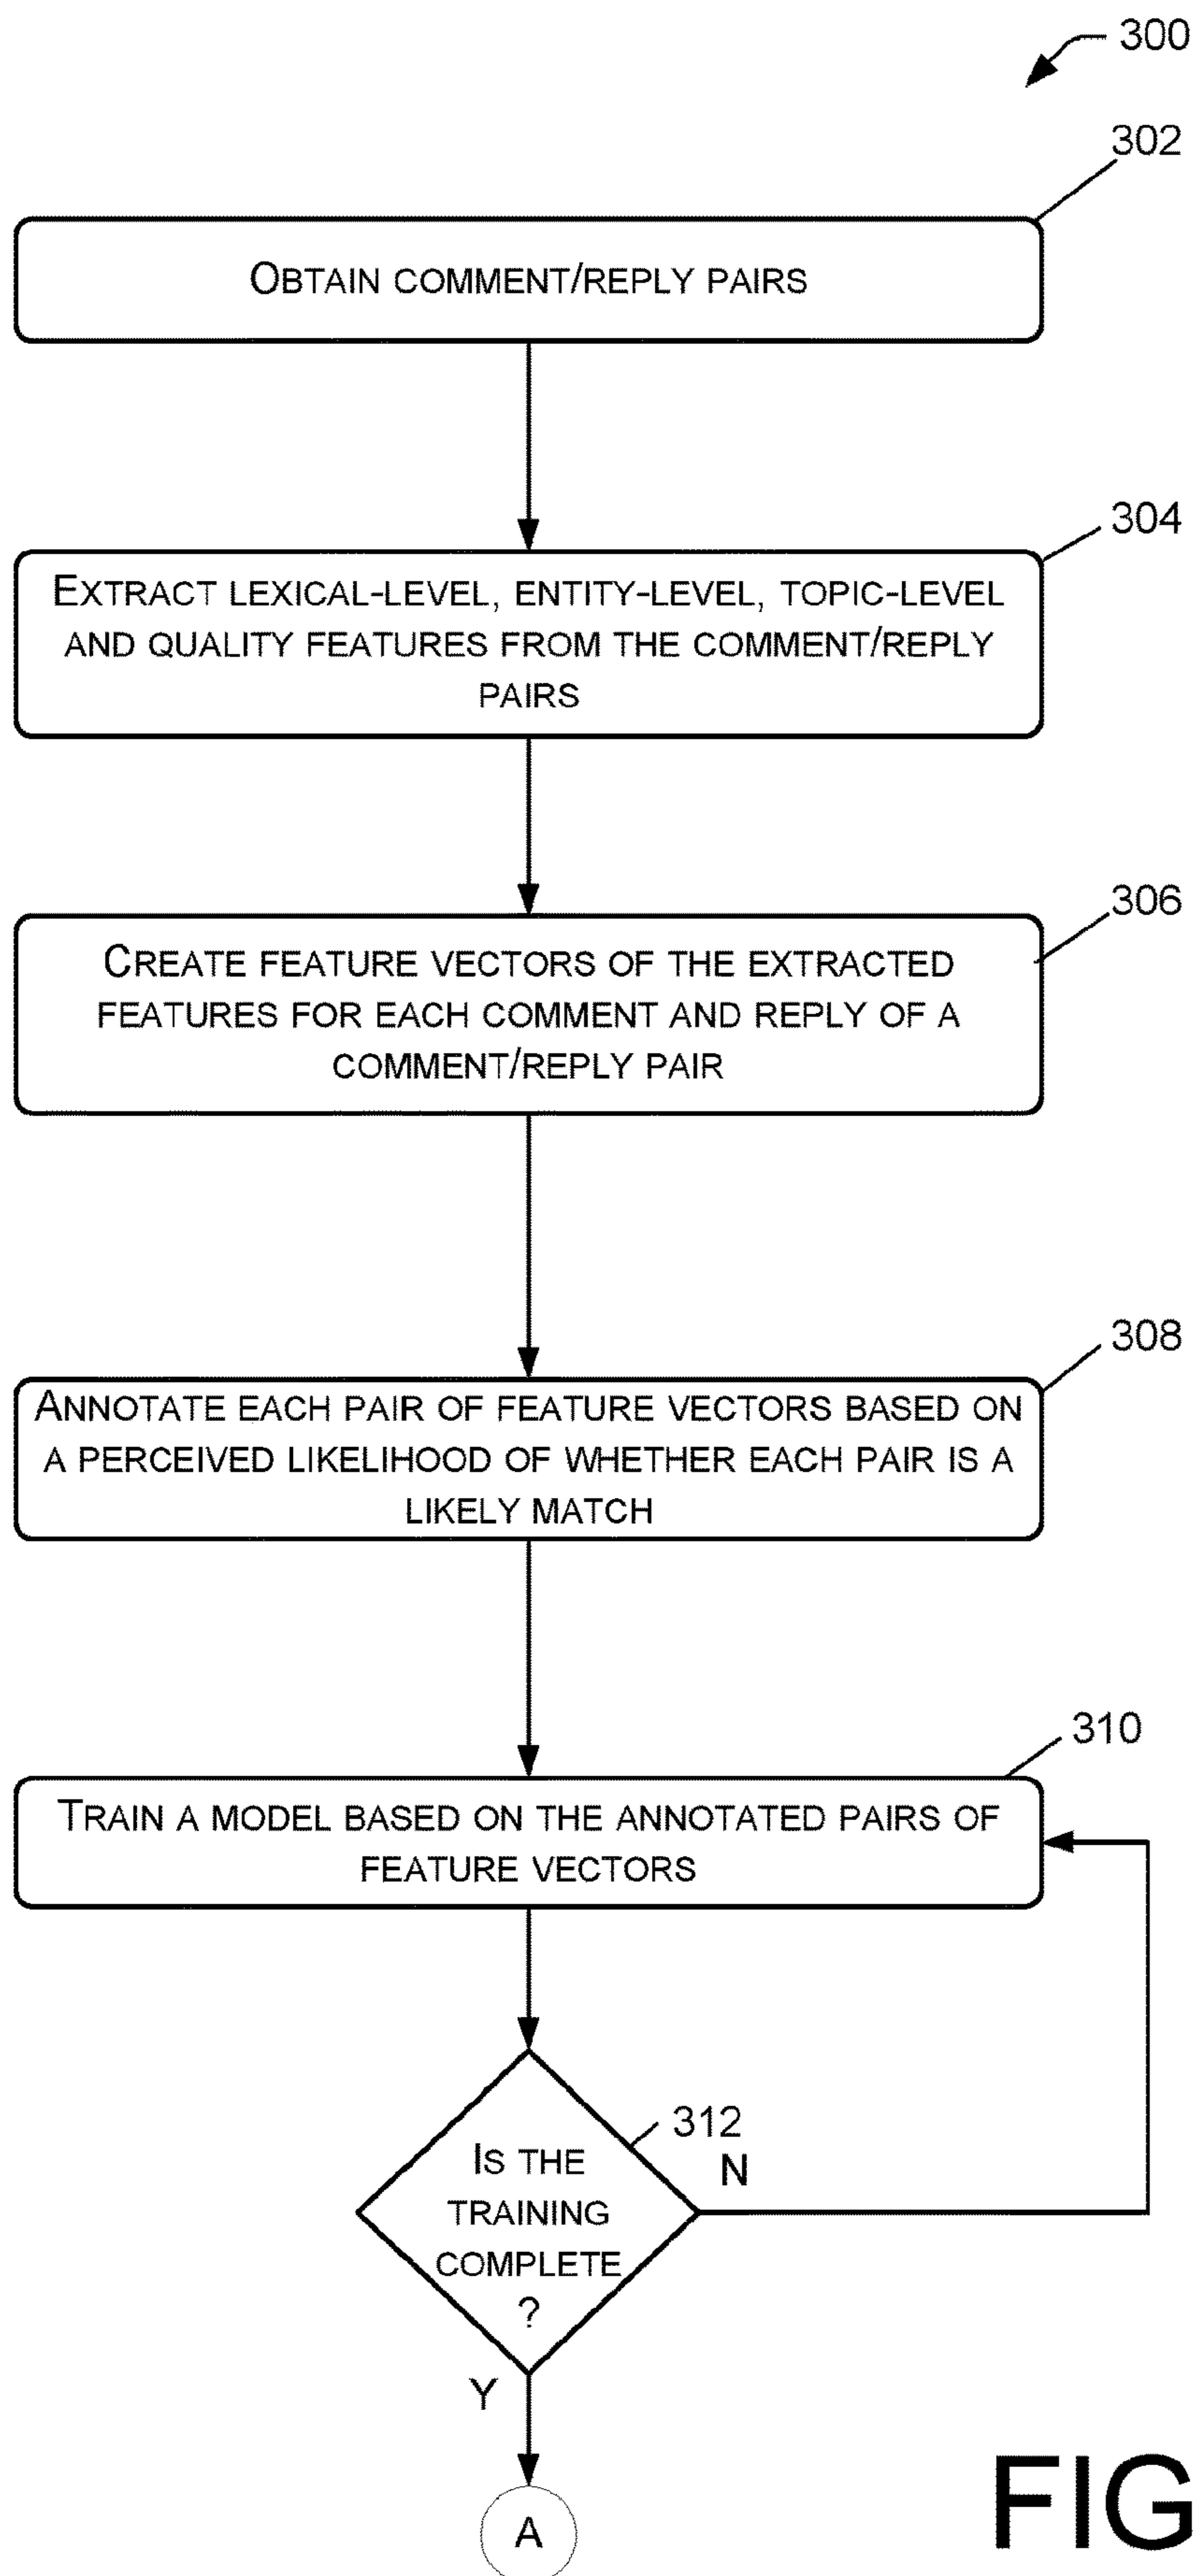 300
302
OBTAIN COMMENT/REPLY PAIRS
304
EXTRACT LEXICAL-LEVEL, ENTITY-LEVEL, TOPIC-LEVEL
AND QUALITY FEATURES FROM THE COMMENT/REPLY
PAIRS
306
CREATE FEATURE VECTORS OF THE EXTRACTED
FEATURES FOR EACH COMMENT AND REPLY OF A
COMMENT/REPLY PAIR
308
ANNOTATE EACH PAIR OF FEATURE VECTORS BASED ON
A PERCEIVED LIKELIHOOD OF WHETHER EACH PAIR IS A
LIKELY MATCH
310
TRAIN A MODEL BASED ON THE ANNOTATED PAIRS OF
FEATURE VECTORS
312
N
IS THE
TRAINING
COMPLETE
?
Y
A
FIG